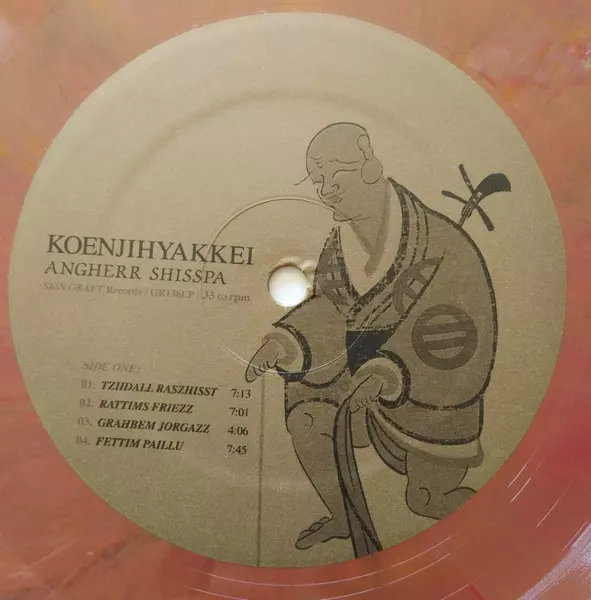 KOENJIHYAKKEI
ANGHERR SHISSPA
SKiN GRAFT Records / GR136LP / 33 1/3 rpm
SIDE ONE:
01. TZIIDALL RASZHISST 7:13
02. RATTIMS FRIEZZ 7:01
03. GRAHBEM JORGAZZ 4:06
04. FETTIM PAILLU 7:45